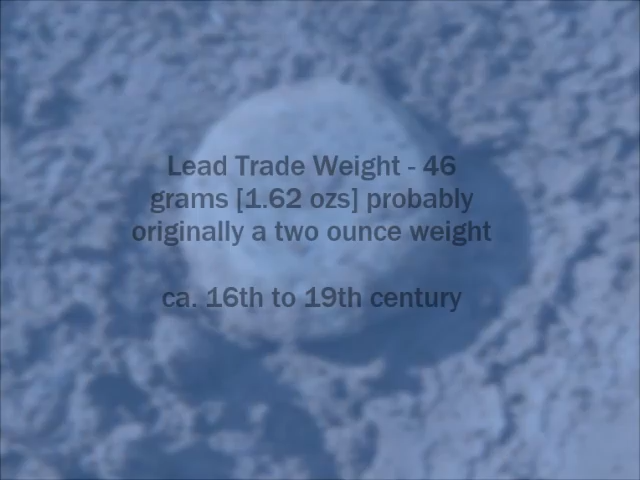 Lead Trade Weight - 46
grams [1.62 ozs] probably
originally a two ounce weight
ca. 16th to 19th century